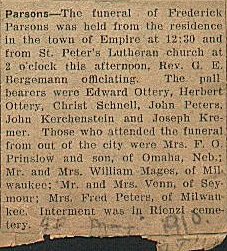 Parsons—The funeral of Frederick
Parsons was held from the residence
in the town of Empire at 12:30 and
from St. Peter's Lutheran church at
2 o'clock this afternoon, Rev. G. E.
Bergemann officiating. The pall
bearers were Edward Ottery, Herbert
Ottery, Christ Schnell, John Peters,
John Kerchenstein and Joseph Kre-
mer. Those who attended the funeral
from out of the city were Mrs. F. O.
Prinslow and son, of Omaha, Neb.;
Mr. and Mrs. William Mages, of Mil-
waukee; Mr. and Mrs. Venn, of Sey-
mour; Mrs. Fred Peters, of Milwau-
kee. Interment was in Rienzi ceme-
tery.